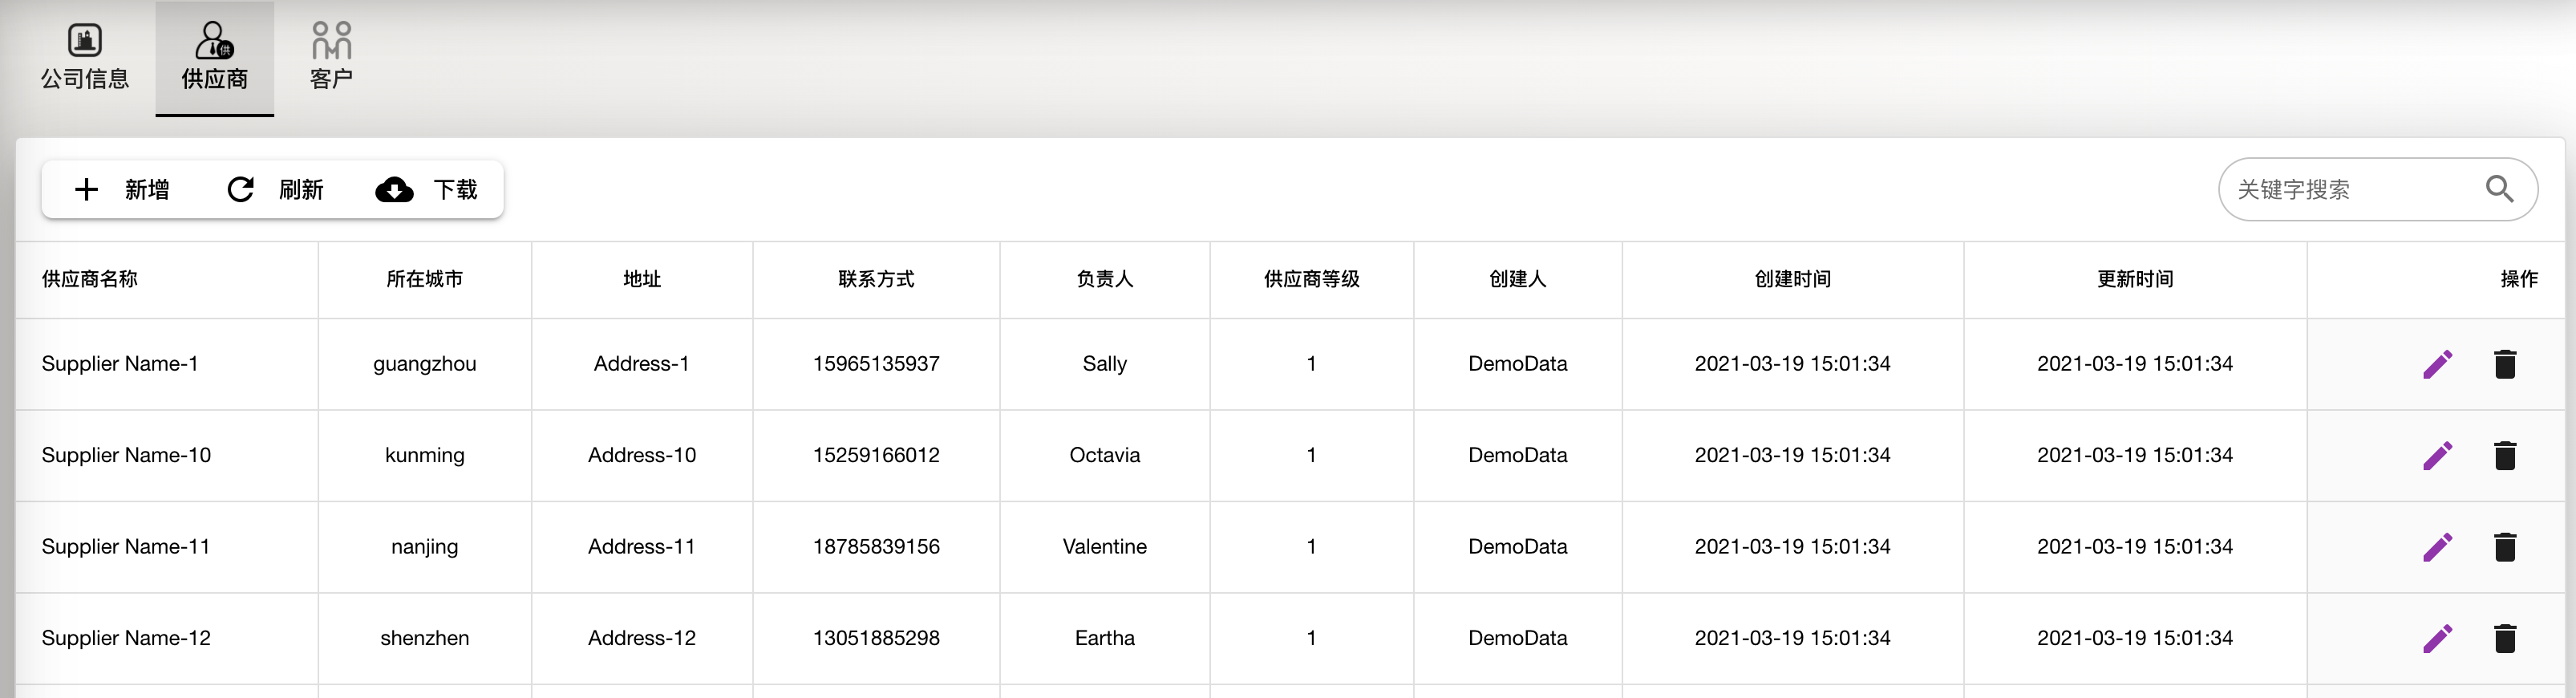 公司信息 供应商 客户
新增 刷新 下载 关键字搜索
供应商名称 所在城市 地址 联系方式 负责人 供应商等级 创建人 创建时间 更新时间 操作
Supplier Name-1 guangzhou Address-1 15965135937 Sally 1 DemoData 2021-03-19 15:01:34 2021-03-19 15:01:34
Supplier Name-10 kunming Address-10 15259166012 Octavia 1 DemoData 2021-03-19 15:01:34 2021-03-19 15:01:34
Supplier Name-11 nanjing Address-11 18785839156 Valentine 1 DemoData 2021-03-19 15:01:34 2021-03-19 15:01:34
Supplier Name-12 shenzhen Address-12 13051885298 Eartha 1 DemoData 2021-03-19 15:01:34 2021-03-19 15:01:34